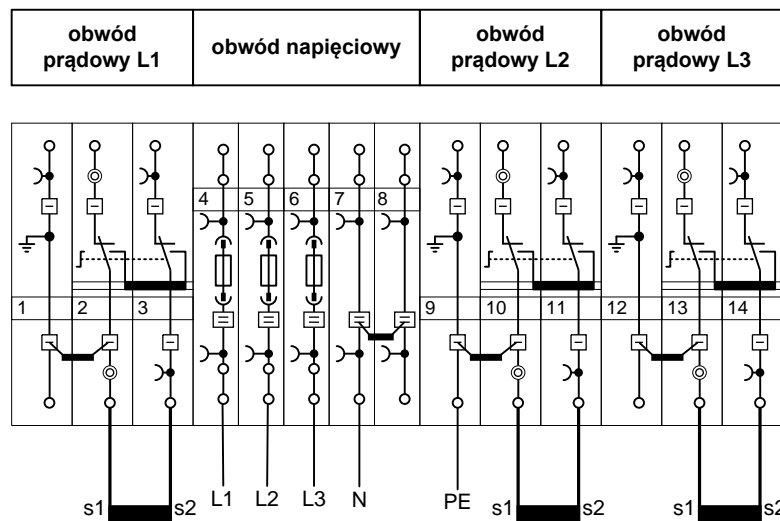 obwód
prądowy L1
obwód napięciowy
obwód
prądowy L2
obwód
prądowy L3
4 5 6 7 8
1 2 3 9 10 11 12 13 14
s1 s2 L1 L2 L3 N PE s1 s2 s1 s2